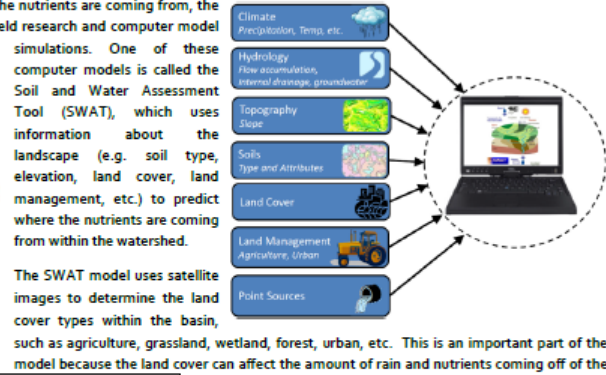 he nutrients are coming from, the
eld research and computer model
simulations. One of these
computer models is called the
Soil and Water Assessment
Tool (SWAT), which uses
information about the
landscape (e.g. soil type,
elevation, land cover, land
management, etc.) to predict
where the nutrients are coming
from within the watershed.
The SWAT model uses satellite
images to determine the land
cover types within the basin,
such as agriculture, grassland, wetland, forest, urban, etc. This is an important part of the
model because the land cover can affect the amount of rain and nutrients coming off of the
Climate
Precipitation, Temp, etc.
Hydrology
Flow accumulation,
Internal drainage, groundwater
Topography
Slope
Soils
Type and Attributes
Land Cover
Land Management
Agriculture, Urban
Point Sources